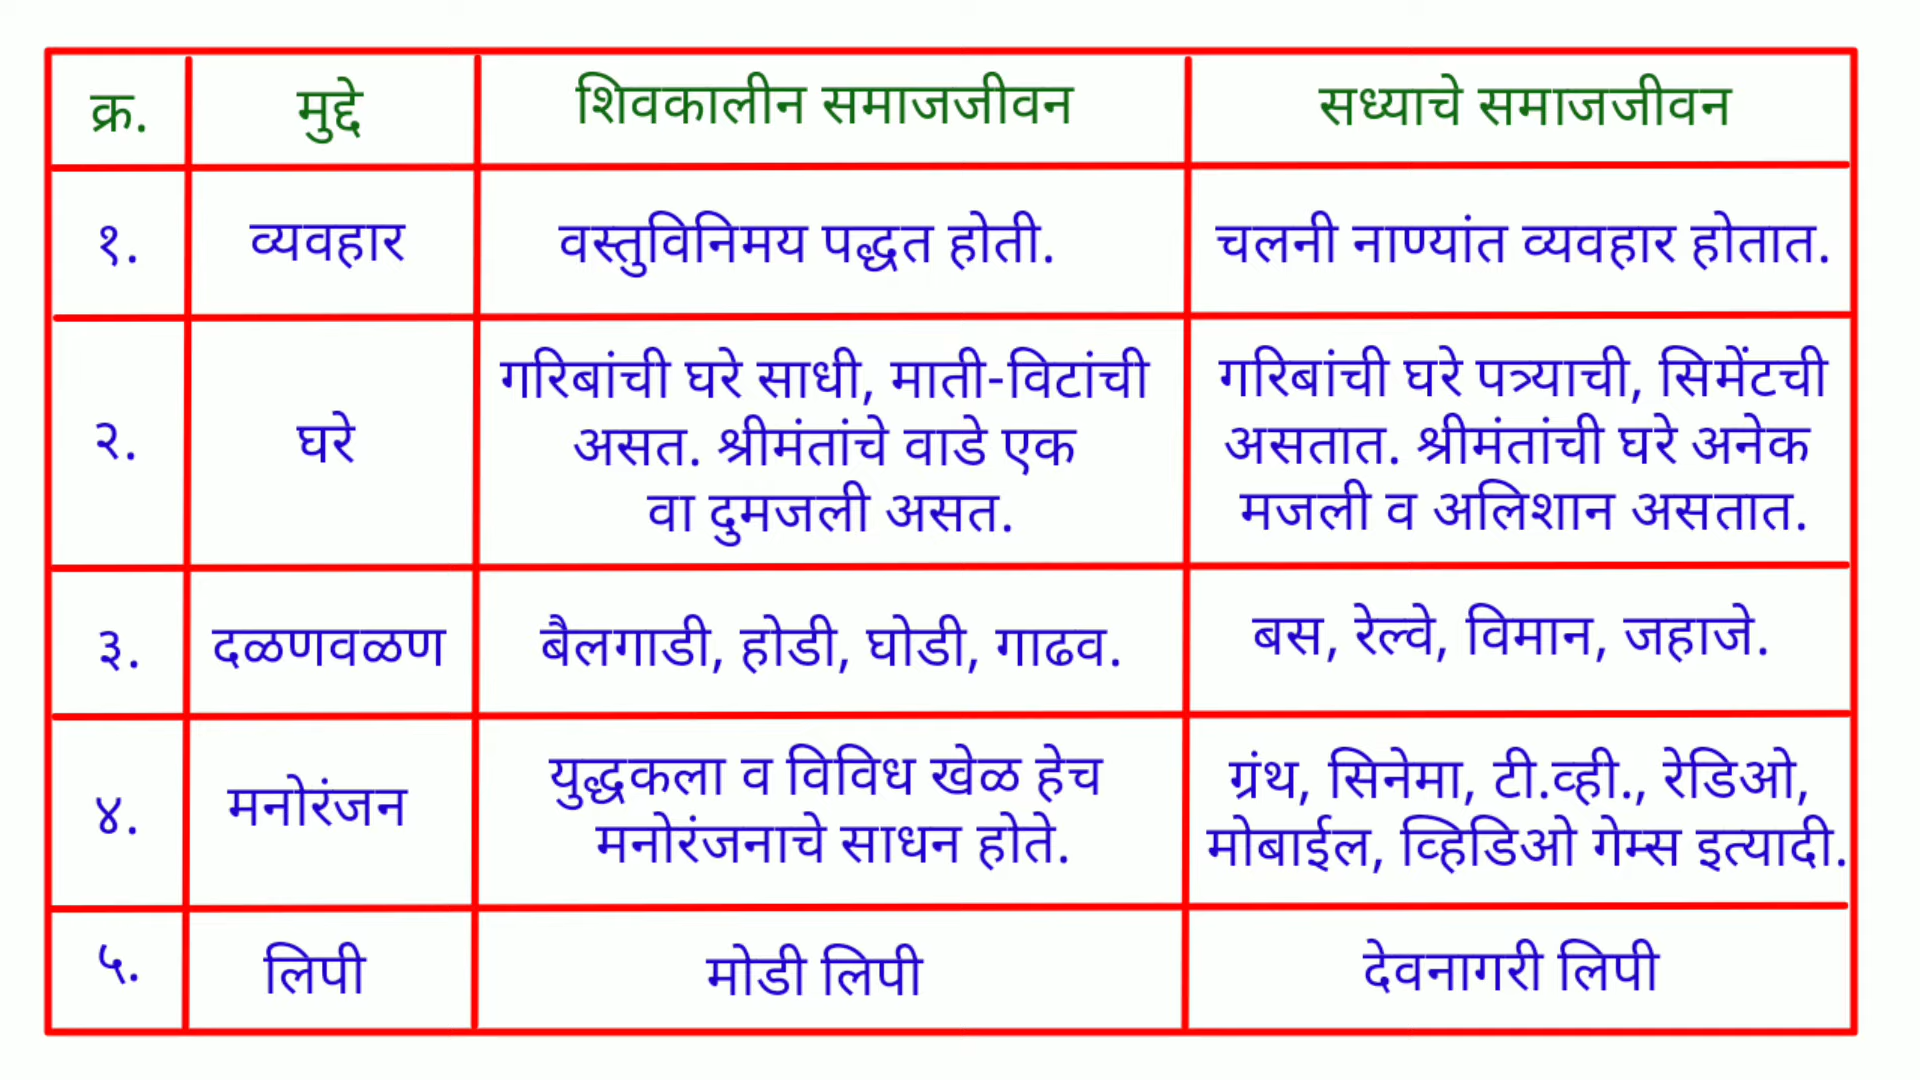 क्र. मुद्दे शिवकालीन समाजजीवन सध्याचे समाजजीवन
१. व्यवहार वस्तुविनिमय पद्धत होती. चलनी नाण्यांत व्यवहार होतात.
२. घरे गरिबांची घरे साधी, माती-विटांची
असत. श्रीमंतांचे वाडे एक
वा दुमजली असत.
गरिबांची घरे पत्र्याची, सिमेंटची
असतात. श्रीमंतांची घरे अनेक
मजली व अलिशान असतात.
३. दळणवळण बैलगाडी, होडी, घोडी, गाढव. बस, रेल्वे, विमान, जहाजे.
४. मनोरंजन युद्धकला व विविध खेळ हेच
मनोरंजनाचे साधन होते.
ग्रंथ, सिनेमा, टी.व्ही., रेडिओ,
मोबाईल, व्हिडिओ गेम्स इत्यादी.
५. लिपी मोडी लिपी देवनागरी लिपी